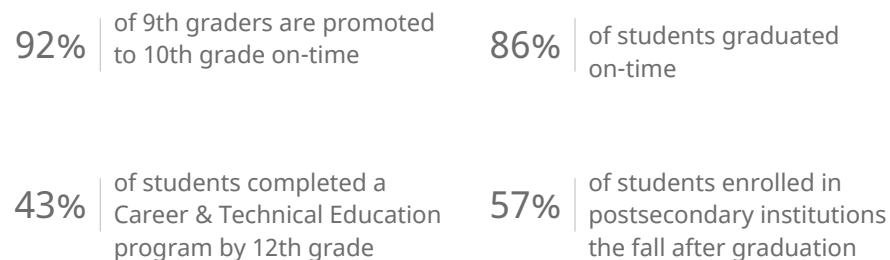 92%
of 9th graders are promoted
to 10th grade on-time
86%
of students graduated
on-time
43%
of students completed a
Career & Technical Education
program by 12th grade
57%
of students enrolled in
postsecondary institutions
the fall after graduation